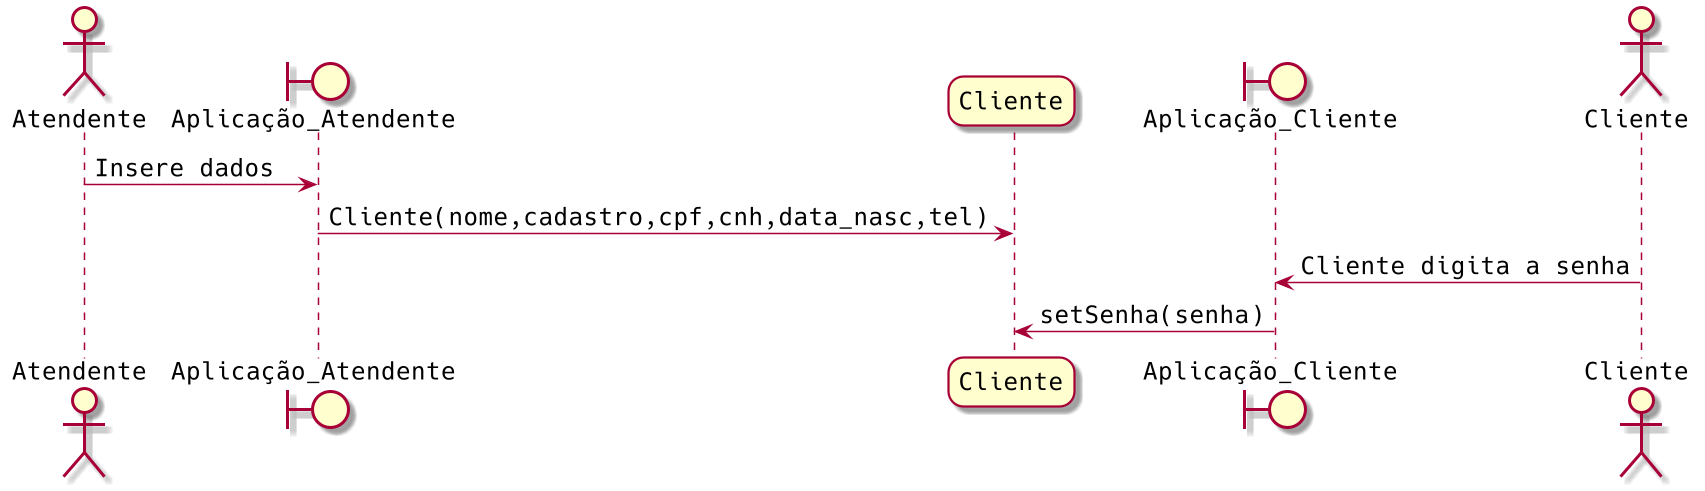 Atendente
Aplicação_Atendente
Cliente
Aplicação_Cliente
Cliente
Insere dados
Cliente(nome,cadastro,cpf,cnh,data_nasc,tel)
Cliente digita a senha
setSenha(senha)
Atendente
Aplicação_Atendente
Cliente
Aplicação_Cliente
Cliente